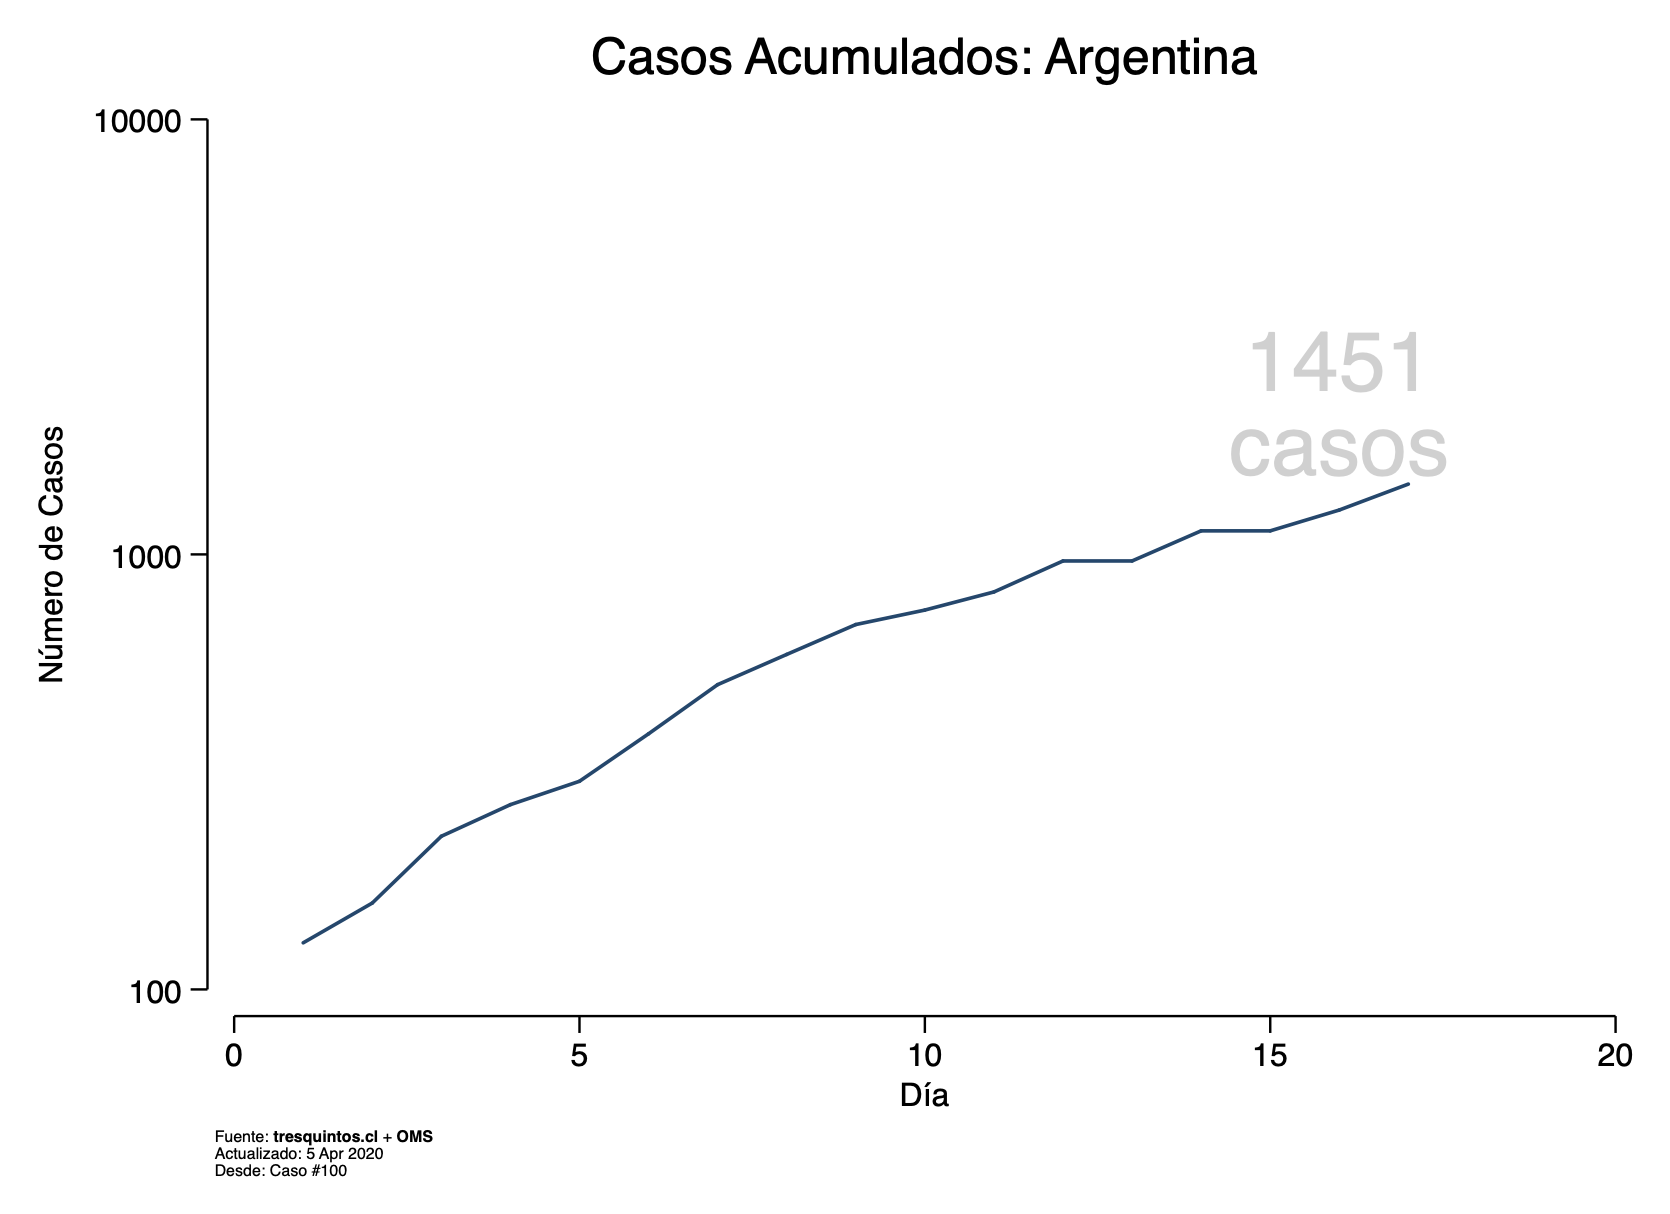 Casos Acumulados: Argentina
10000
1000
100
Número de Casos
1451
casos
0 5 10 15 20
Día
Fuente: tresquintos.cl + OMS
Actualizado: 5 Apr 2020
Desde: Caso #100